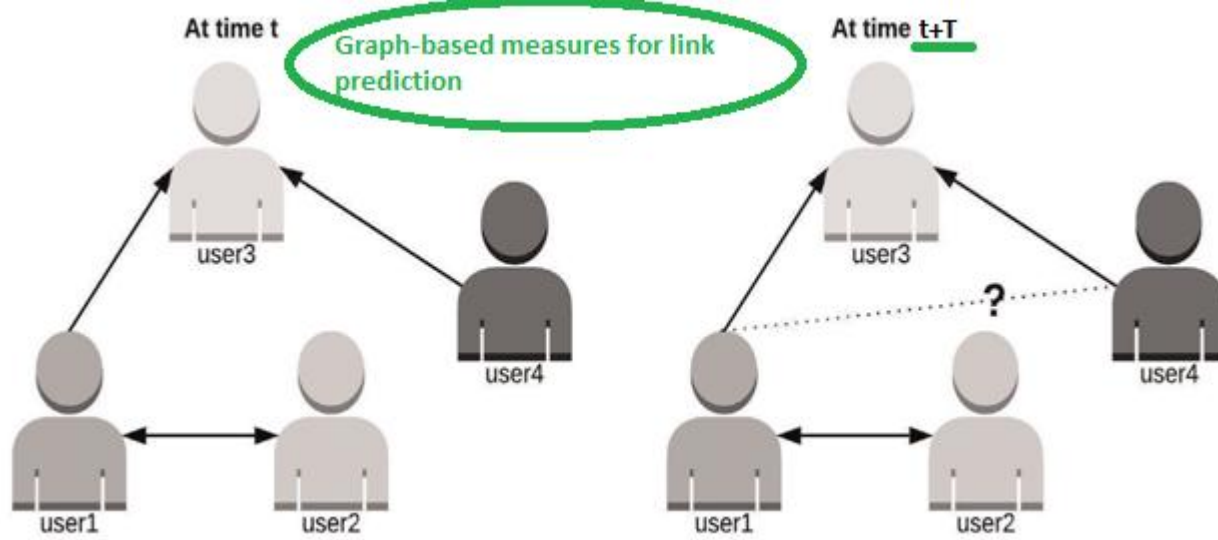 At time t
Graph-based measures for link
prediction
At time t+T
user3
user4
user1
user2
user3
?
user4
user1
user2